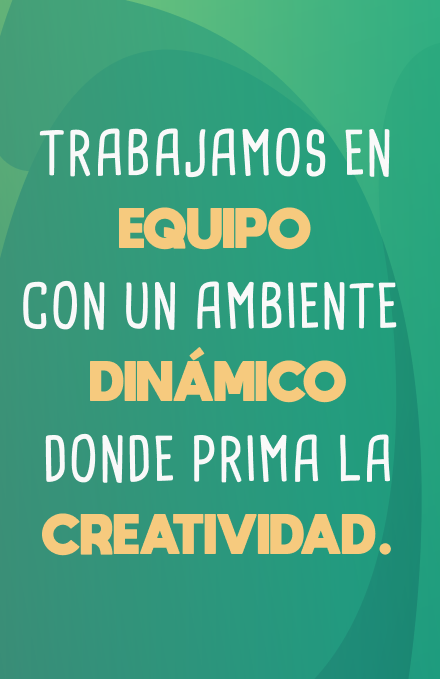 TRABAJAMOS EN
EQUIPO
CON UN AMBIENTE
DINÁMICO
DONDE PRIMA LA
CREATIVIDAD.